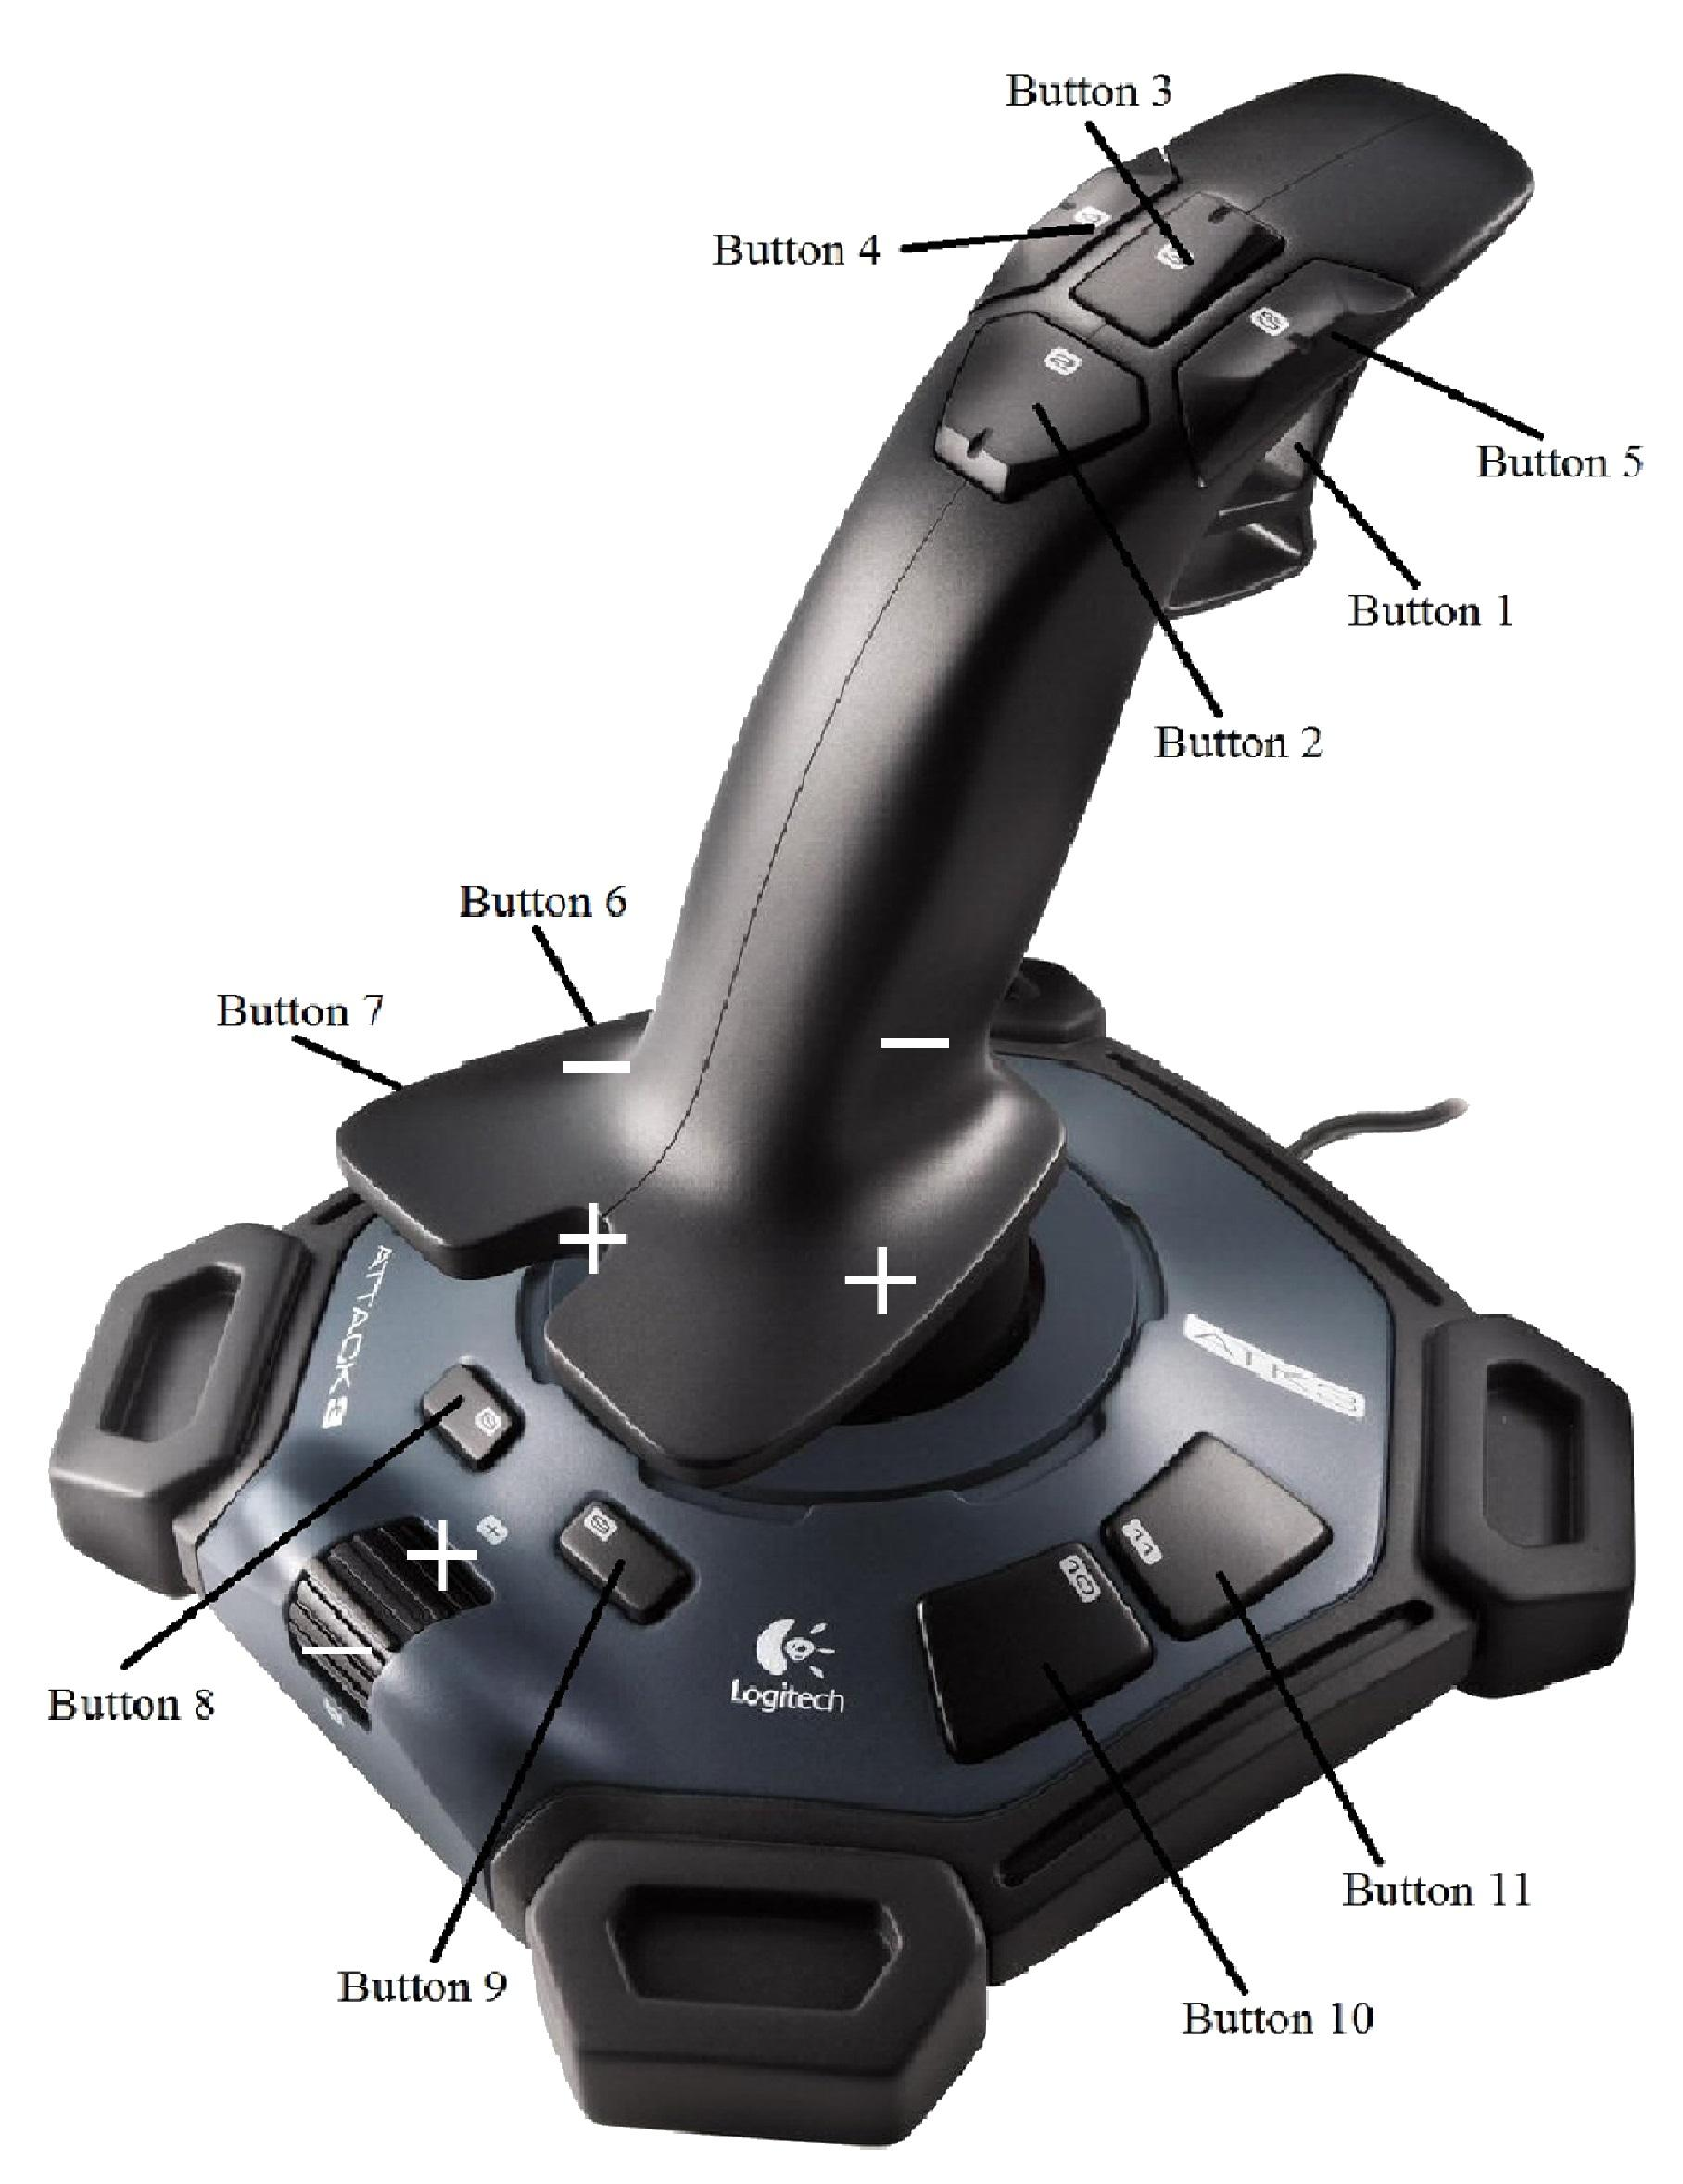 Button 3
Button 4
Button 5
Button 1
Button 2
Button 6
Button 7
−
−
+
+
ATTACK 3
ATK3
Button 8
+
−
Logitech
Button 11
Button 9
Button 10